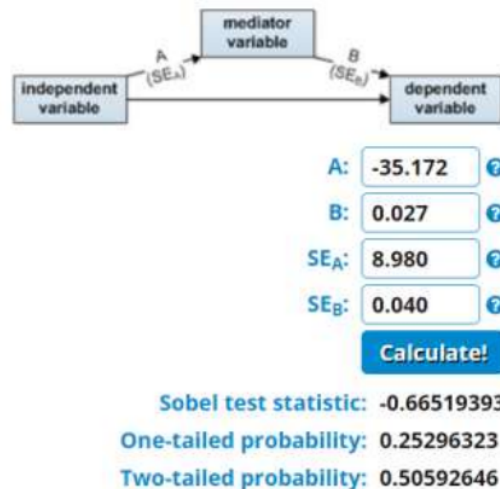 mediator
variable
A
(SEA)
B
(SEB)
independent
variable
dependent
variable
A: -35.172 ?
B: 0.027 ?
SEA: 8.980 ?
SEB: 0.040 ?
Calculate!
Sobel test statistic: -0.66519393
One-tailed probability: 0.25296323
Two-tailed probability: 0.50592646